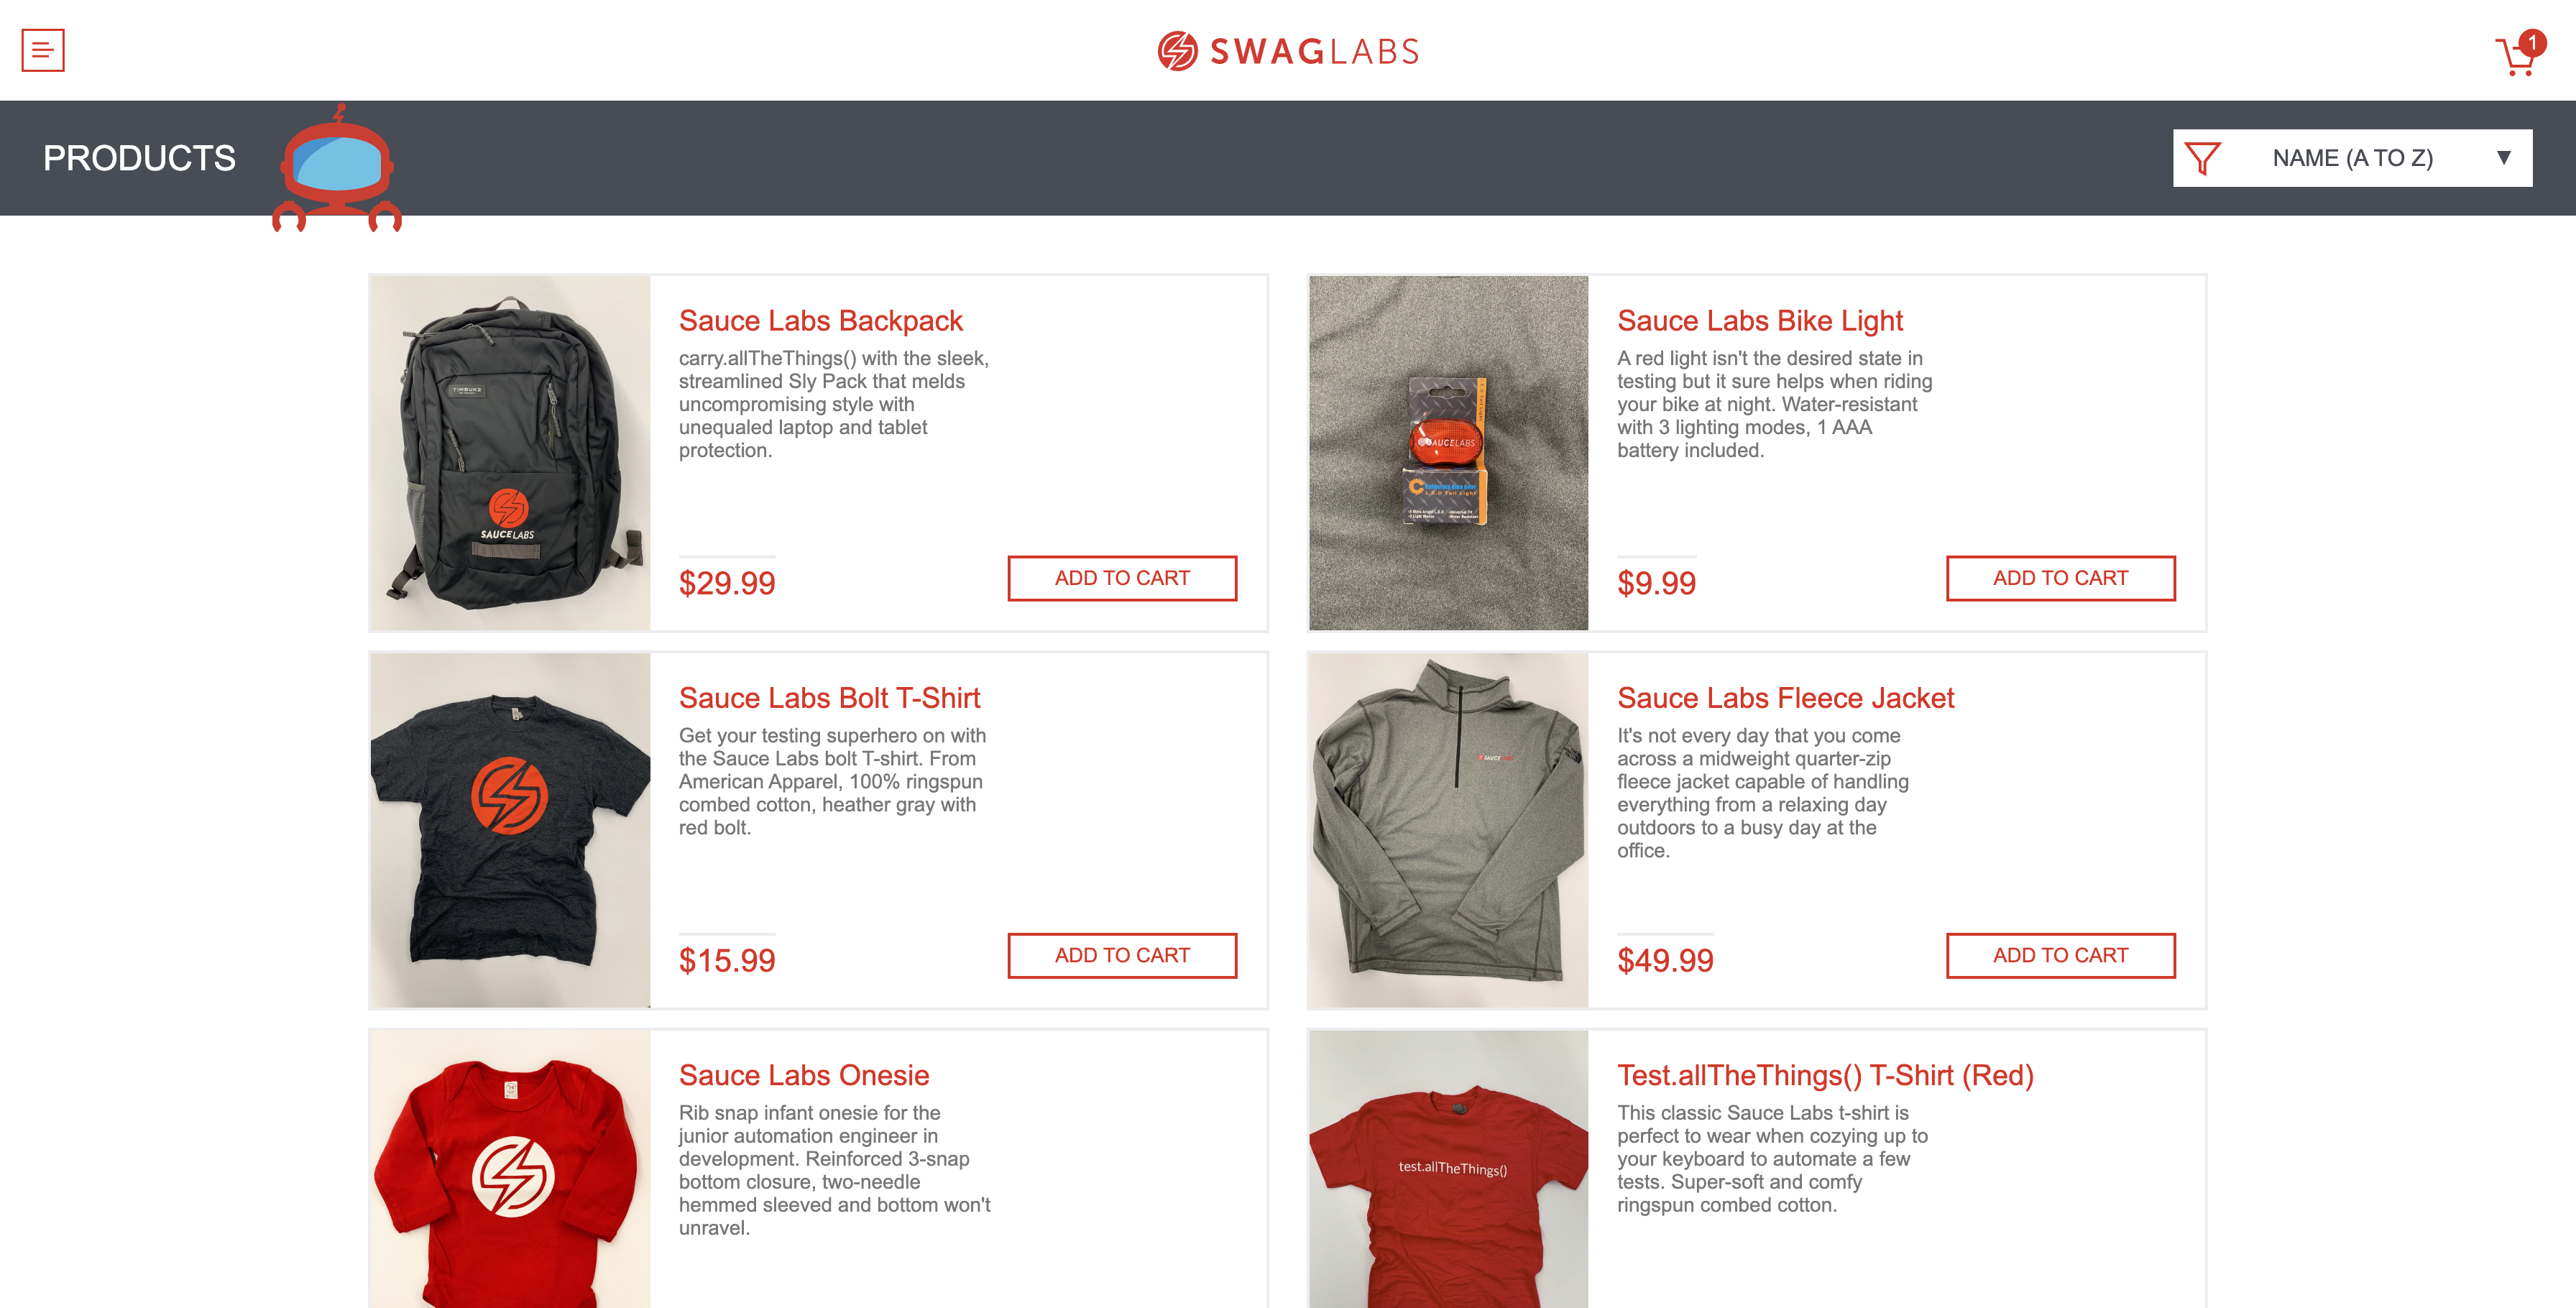 SWAGLABS
1
PRODUCTS
NAME (A TO Z)
TIMBUK2
SAUCELABS
Sauce Labs Backpack
carry.allTheThings() with the sleek,
streamlined Sly Pack that melds
uncompromising style with
unequaled laptop and tablet
protection.
$29.99
ADD TO CART
SAUCELABS
Sauce Labs Bike Light
A red light isn't the desired state in
testing but it sure helps when riding
your bike at night. Water-resistant
with 3 lighting modes, 1 AAA
battery included.
$9.99
ADD TO CART
Sauce Labs Bolt T-Shirt
Get your testing superhero on with
the Sauce Labs bolt T-shirt. From
American Apparel, 100% ringspun
combed cotton, heather gray with
red bolt.
$15.99
ADD TO CART
SAUCELABS
Sauce Labs Fleece Jacket
It's not every day that you come
across a midweight quarter-zip
fleece jacket capable of handling
everything from a relaxing day
outdoors to a busy day at the
office.
$49.99
ADD TO CART
Sauce Labs Onesie
Rib snap infant onesie for the
junior automation engineer in
development. Reinforced 3-snap
bottom closure, two-needle
hemmed sleeved and bottom won't
unravel.
test.allTheThings()
Test.allTheThings() T-Shirt (Red)
This classic Sauce Labs t-shirt is
perfect to wear when cozying up to
your keyboard to automate a few
tests. Super-soft and comfy
ringspun combed cotton.